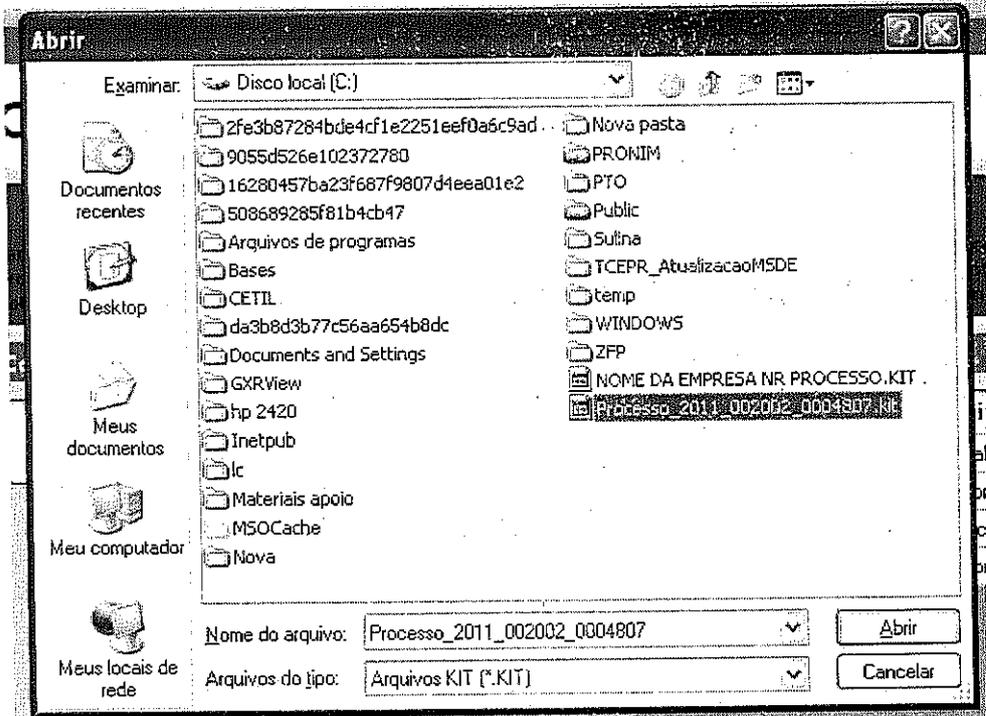 Abrir
Examinar:
Disco local (C:)
Documentos
recentes
Desktop
Meus
documentos
Meu computador
Meus locais de
rede
2fe3b87284bde4cf1e2251eef0a6c9ad
9055d526e102372780
16280457ba23f687f9807d4eea01e2
508689285f81b4cb47
Arquivos de programas
Bases
CETIL
da3b8d3b77c56aa654b8dc
Documents and Settings
GXRView
hp 2420
Inetpub
lc
Materiais apoio
MSOCache
Nova
Nova pasta
PRONIM
PTO
Public
Sulina
TCEPR_AtualizacaoMSDE
temp
WINDOWS
ZFP
NOME DA EMPRESA NR PROCESSO.KIT
Processo_2011_002002_0004807.kit
Nome do arquivo:
Processo_2011_002002_0004807
Abrir
Arquivos do tipo:
Arquivos KIT (*.KIT)
Cancelar